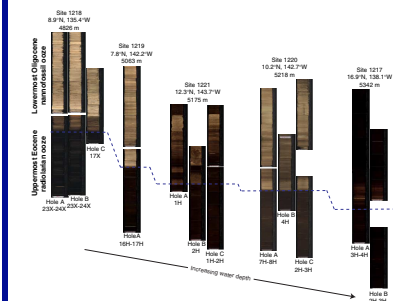 Site 1218
8.9°N, 135.4°W
4826 m
Site 1219
7.8°N, 142.2°W
5063 m
Site 1221
12.3°N, 143.7°W
5175 m
Site 1220
10.2°N, 142.7°W
5218 m
Site 1217
16.9°N, 138.1°W
5342 m
Lowermost Oligocene
nannofossil ooze
Uppermost Eocene
radiolarian ooze
Hole A
23X-24X
Hole B
23X-24X
Hole C
17X
HoleA
16H-17H
Hole A
1H
Hole B
2H
Hole C
1H-2H
Hole A
7H-8H
Hole B
4H
Hole C
2H-3H
Hole A
3H-4H
Hole B
Increasing water depth